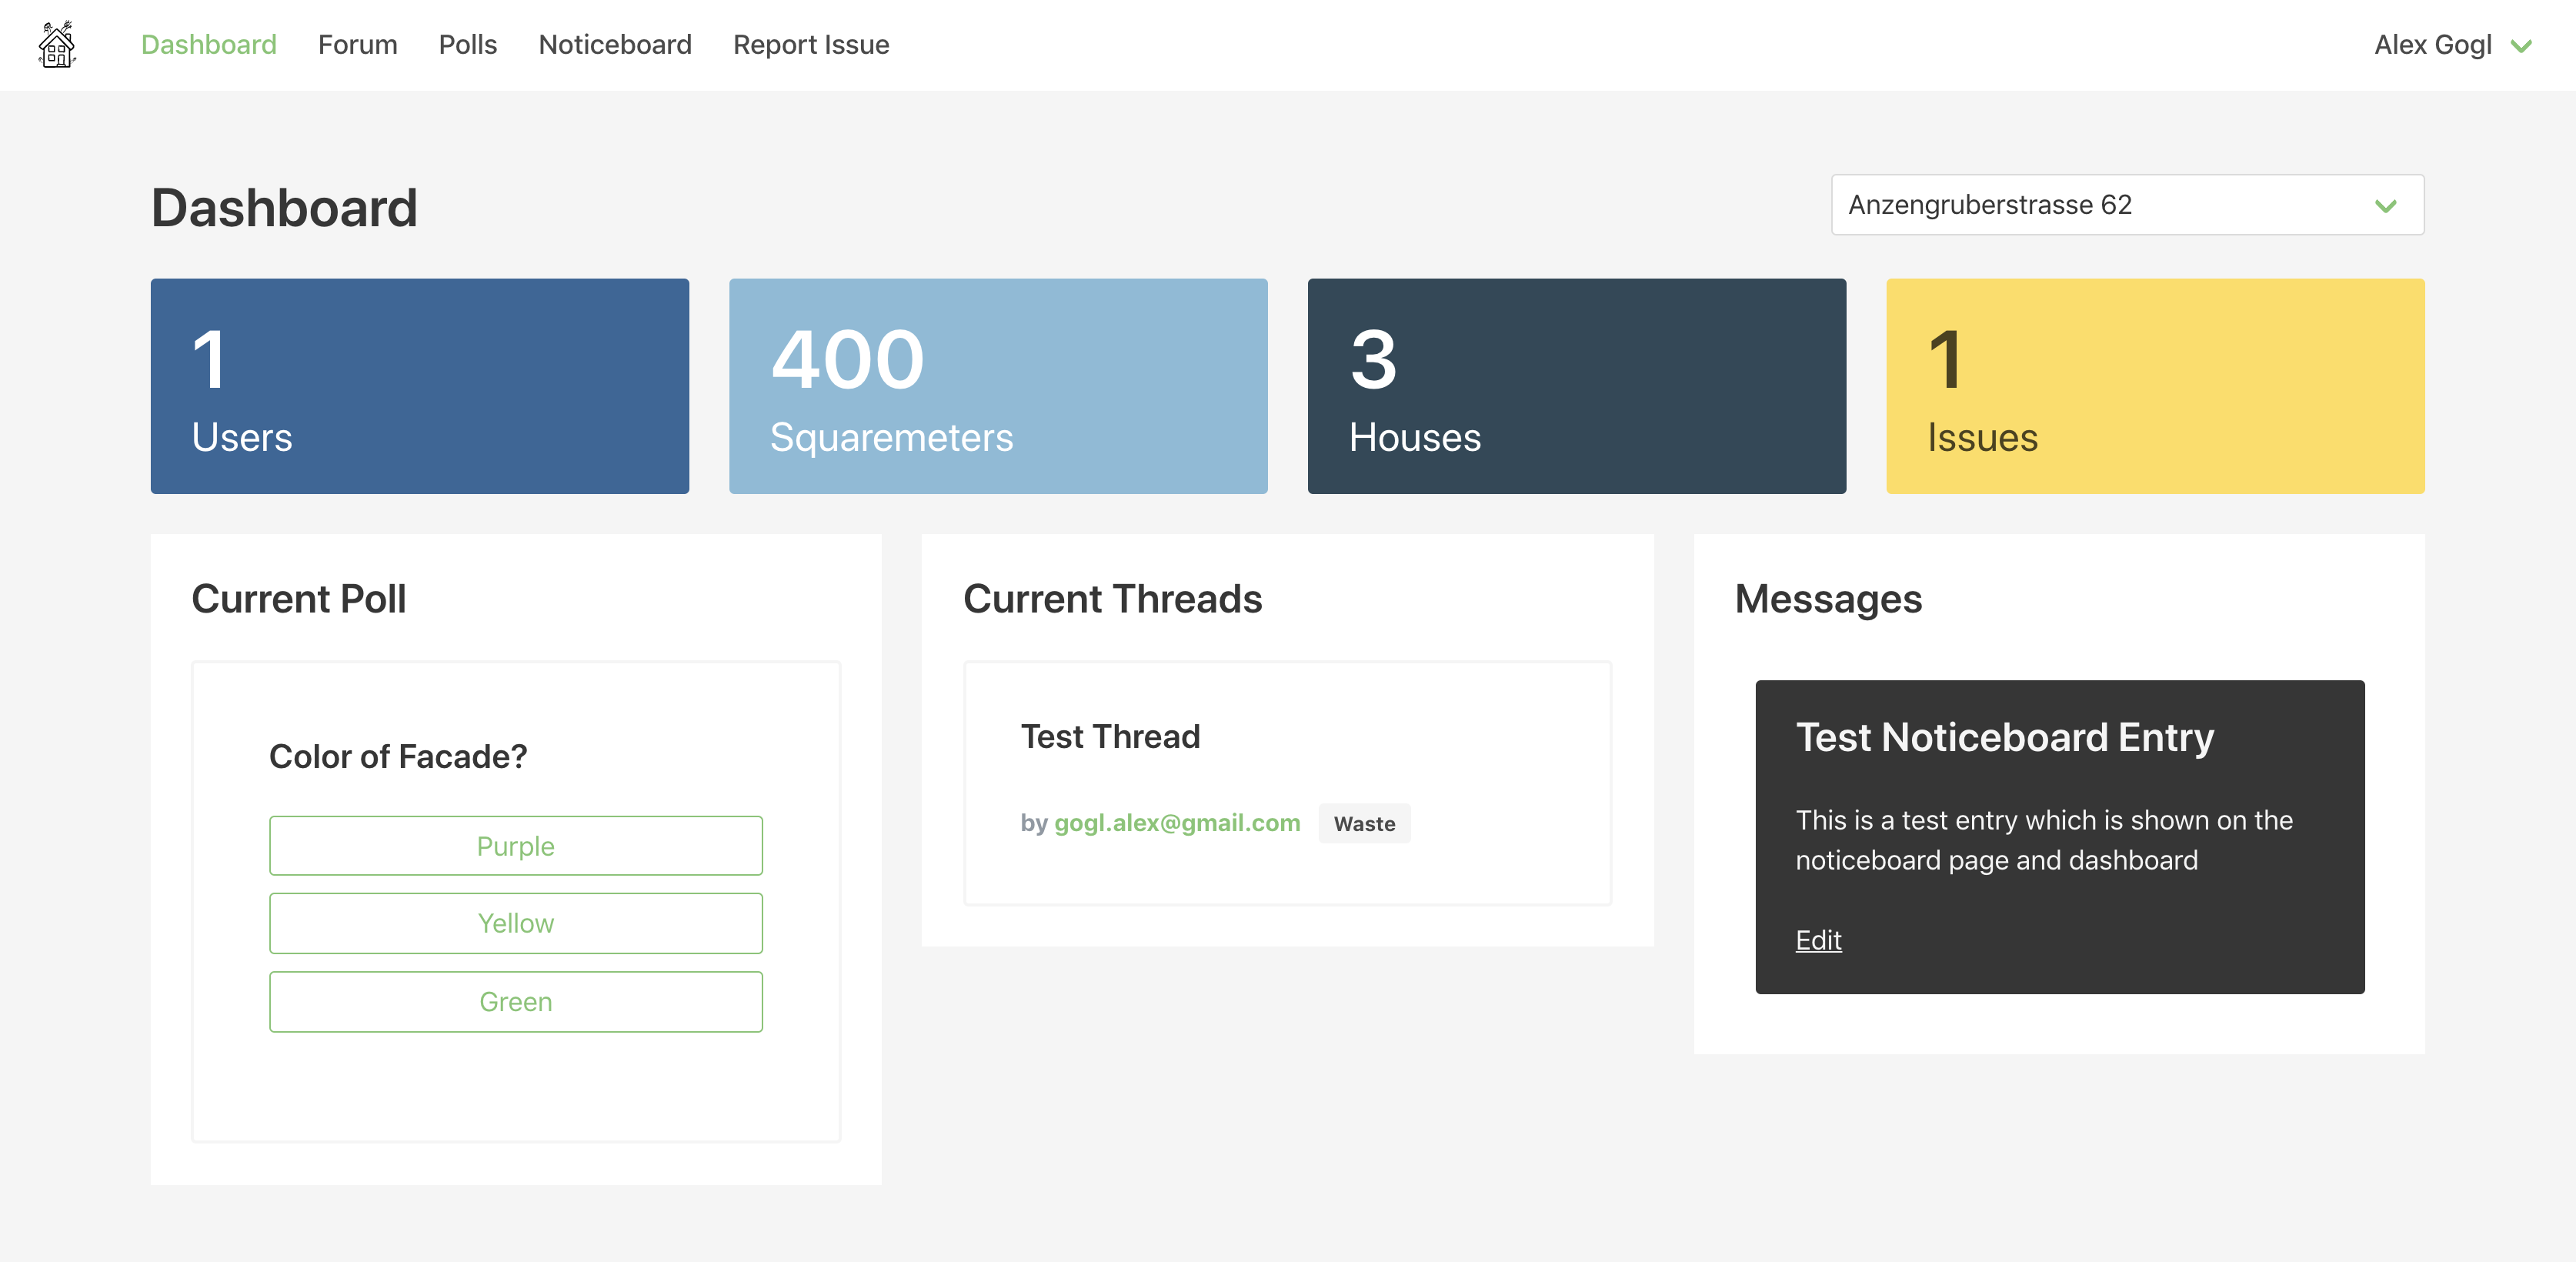 Dashboard Forum Polls Noticeboard Report Issue Alex Gogl
Dashboard
Anzengruberstrasse 62
1
Users
400
Squaremeters
3
Houses
1
Issues
Current Poll
Color of Facade?
Purple
Yellow
Green
Current Threads
Test Thread
by gogl.alex@gmail.com Waste
Messages
Test Noticeboard Entry
This is a test entry which is shown on the
noticeboard page and dashboard
Edit